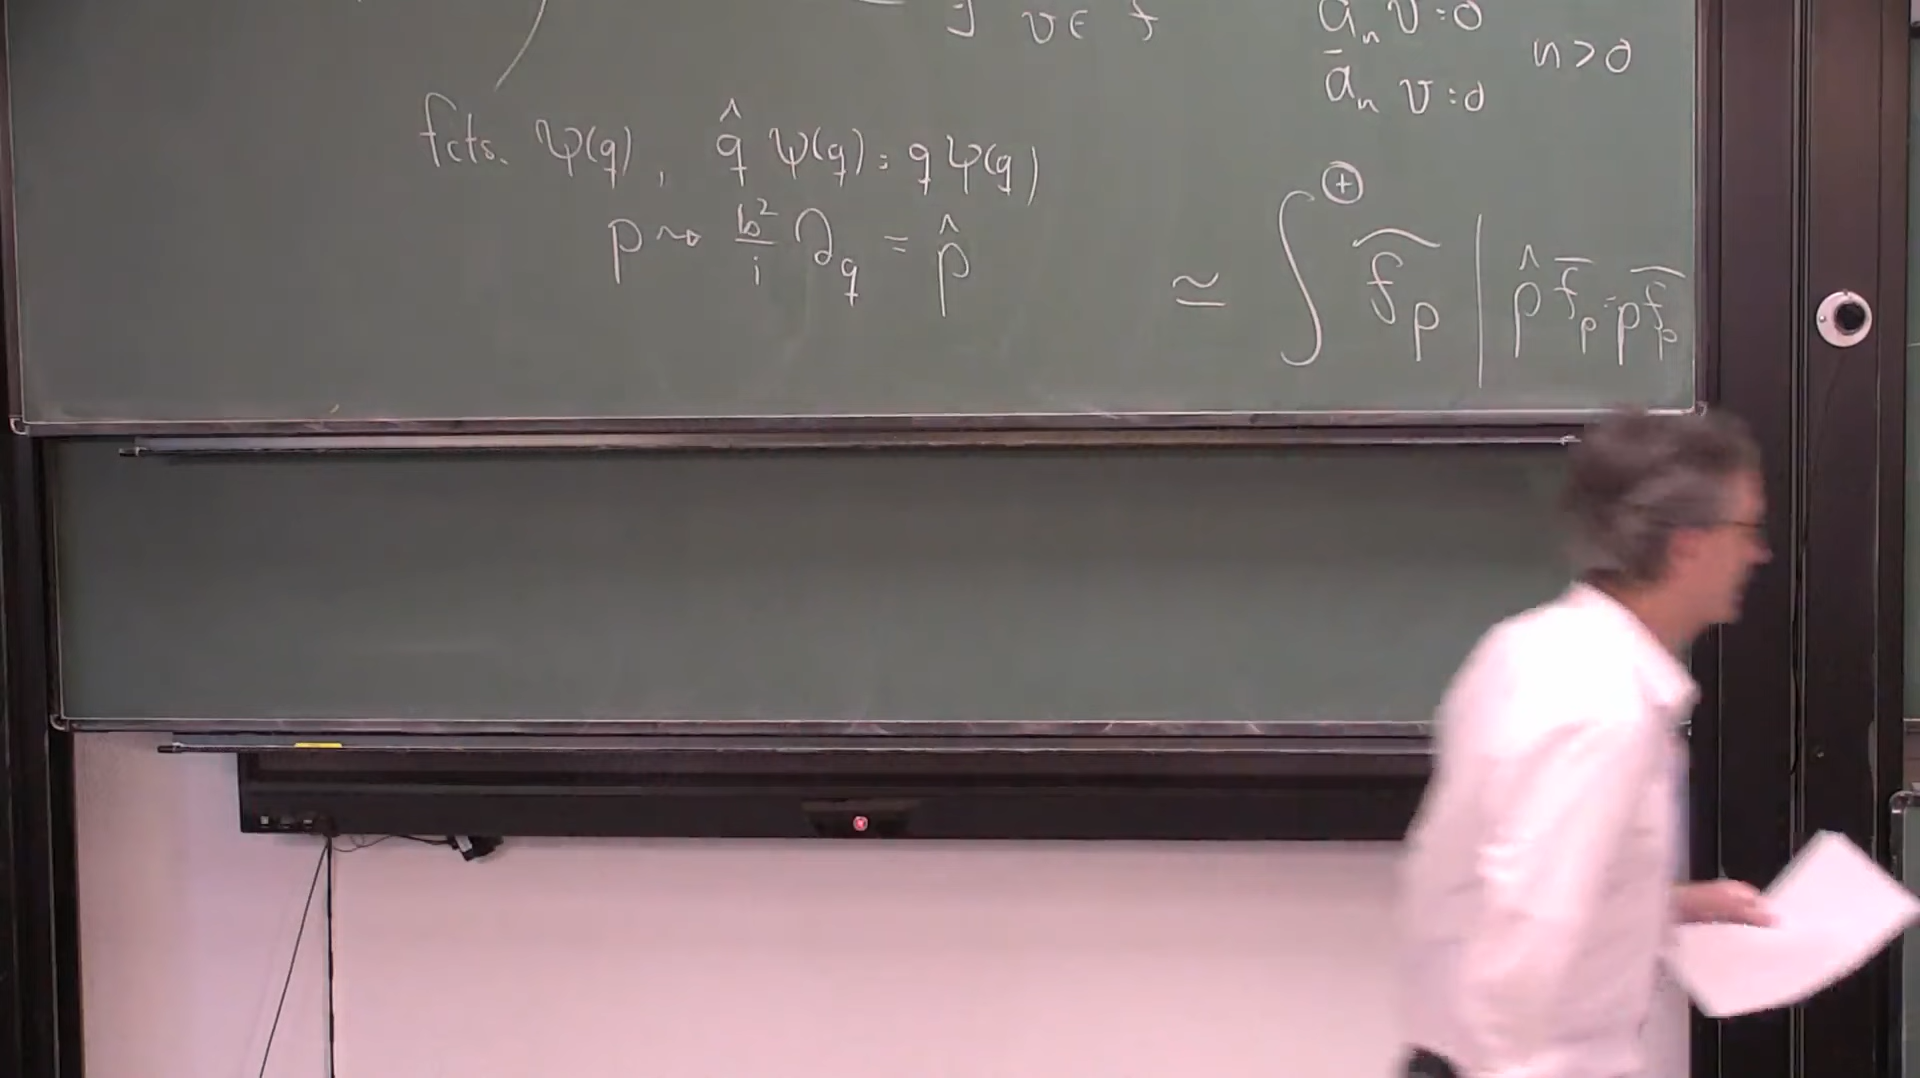 ∃ v ∈ f
a_n v = 0
ā_n v = 0
n > 0
fcts. ψ(q), q̂ ψ(q) = q ψ(q)
p ⇝ b²/i ∂_q = p̂
≃ ∫^⊕ f̂_p | p̂ f̄_p = p f̂_p